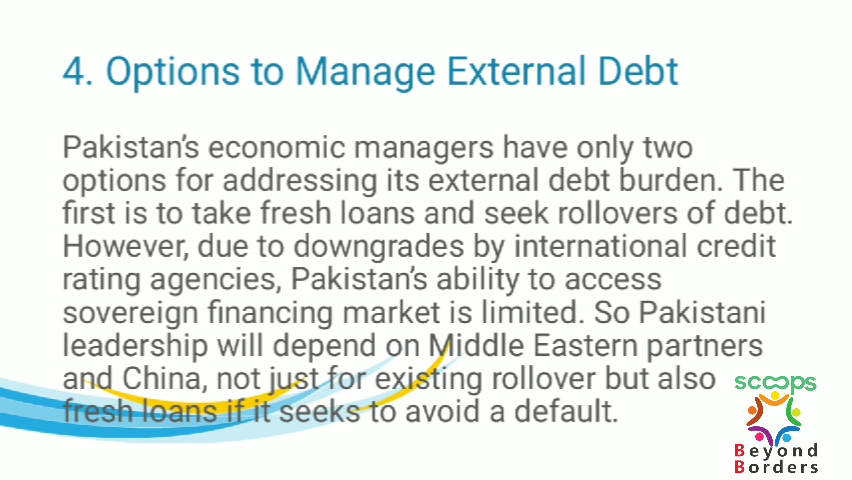 4. Options to Manage External Debt
Pakistan's economic managers have only two
options for addressing its external debt burden. The
first is to take fresh loans and seek rollovers of debt.
However, due to downgrades by international credit
rating agencies, Pakistan's ability to access
sovereign financing market is limited. So Pakistani
leadership will depend on Middle Eastern partners
and China, not just for existing rollover but also
fresh loans if it seeks to avoid a default.
scoops
Beyond
Borders